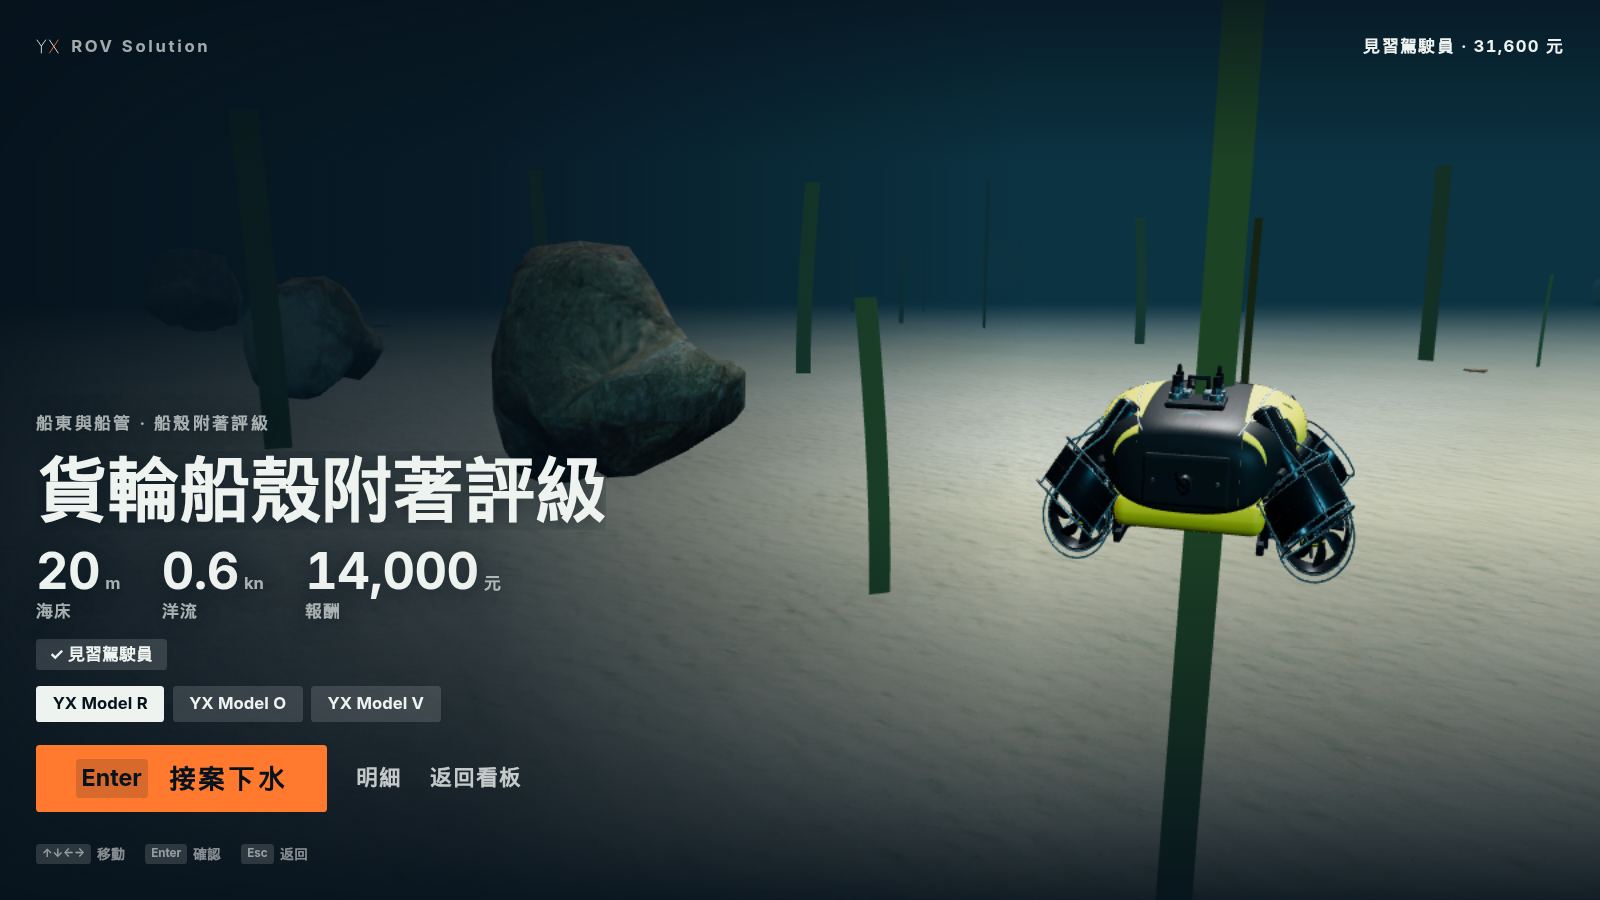 YX ROV Solution
見習駕駛員 · 31,600 元
船東與船管 · 船殼附著評級
貨輪船殼附著評級
20 m 0.6 kn 14,000 元
海床 洋流 報酬
✓ 見習駕駛員
YX Model R YX Model O YX Model V
Enter 接案下水 明細 返回看板
↑↓←→ 移動 Enter 確認 Esc 返回